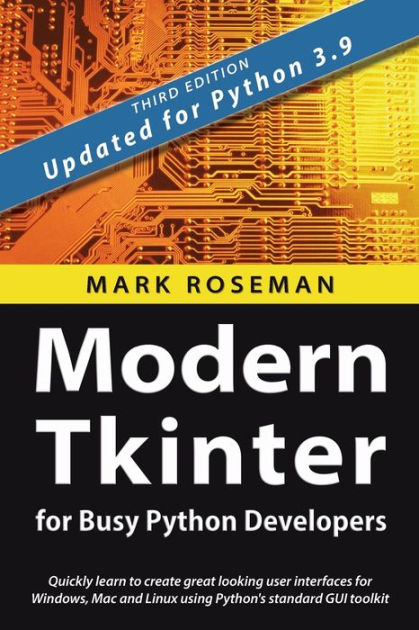 THIRD EDITION
Updated for Python 3.9
MARK ROSEMAN
Modern
Tkinter
for Busy Python Developers
Quickly learn to create great looking user interfaces for
Windows, Mac and Linux using Python's standard GUI toolkit